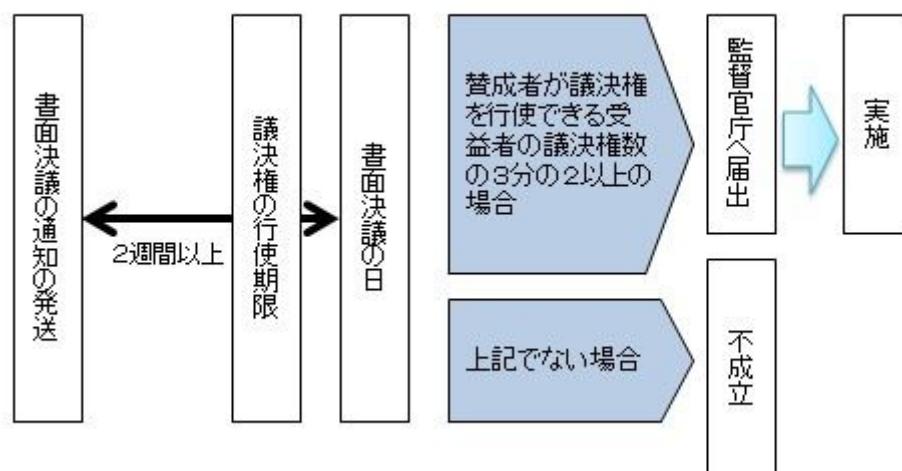 書面決議の通知の発送
2週間以上
議決権の行使期限
書面決議の日
賛成者が議決権
を行使できる受
益者の議決権数
の3分の2以上の
場合
監督官庁へ届出
実施
上記でない場合
不成立